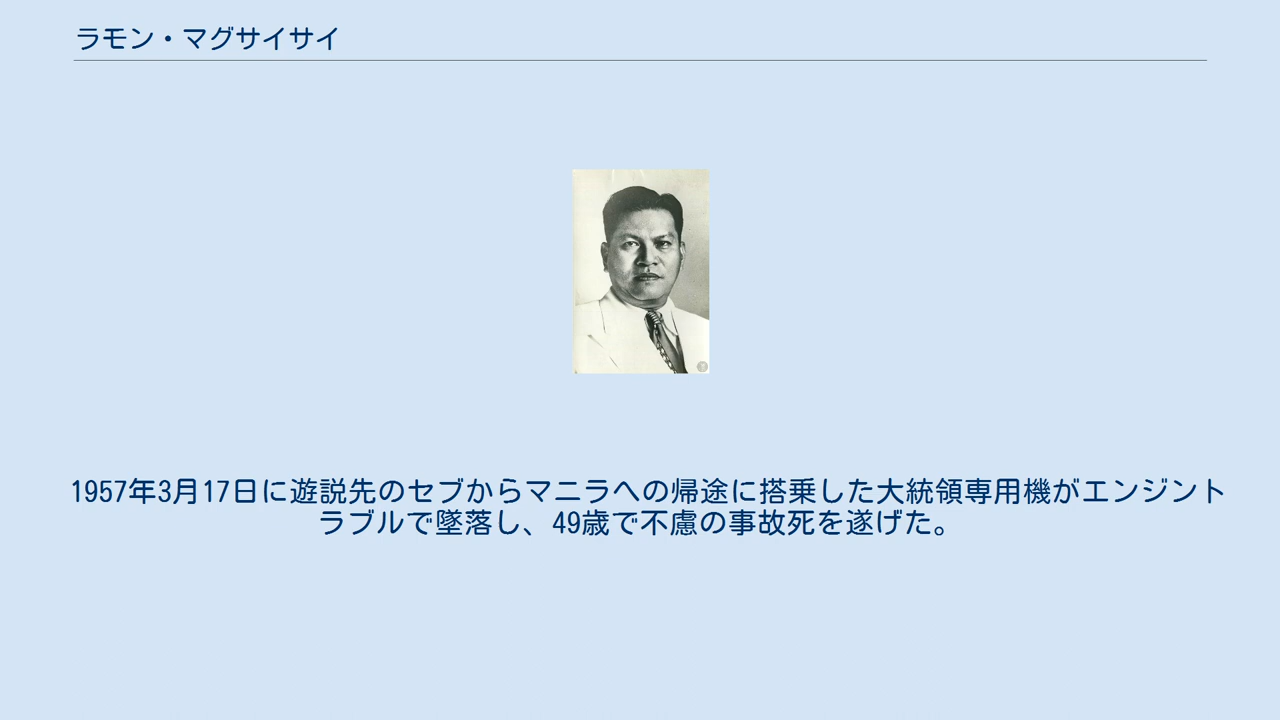 ラモン・マグサイサイ
1957年3月17日に遊説先のセブからマニラへの帰途に搭乗した大統領専用機がエンジント
ラブルで墜落し、49歳で不慮の事故死を遂げた。